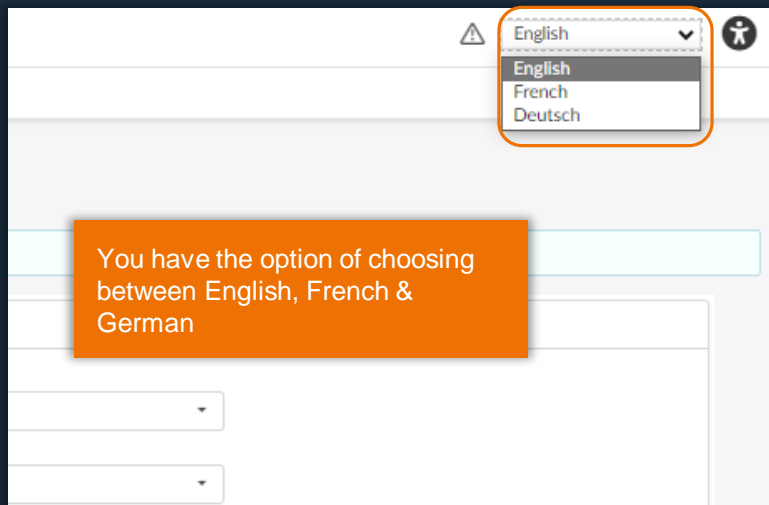 English
English
French
Deutsch
You have the option of choosing
between English, French &
German